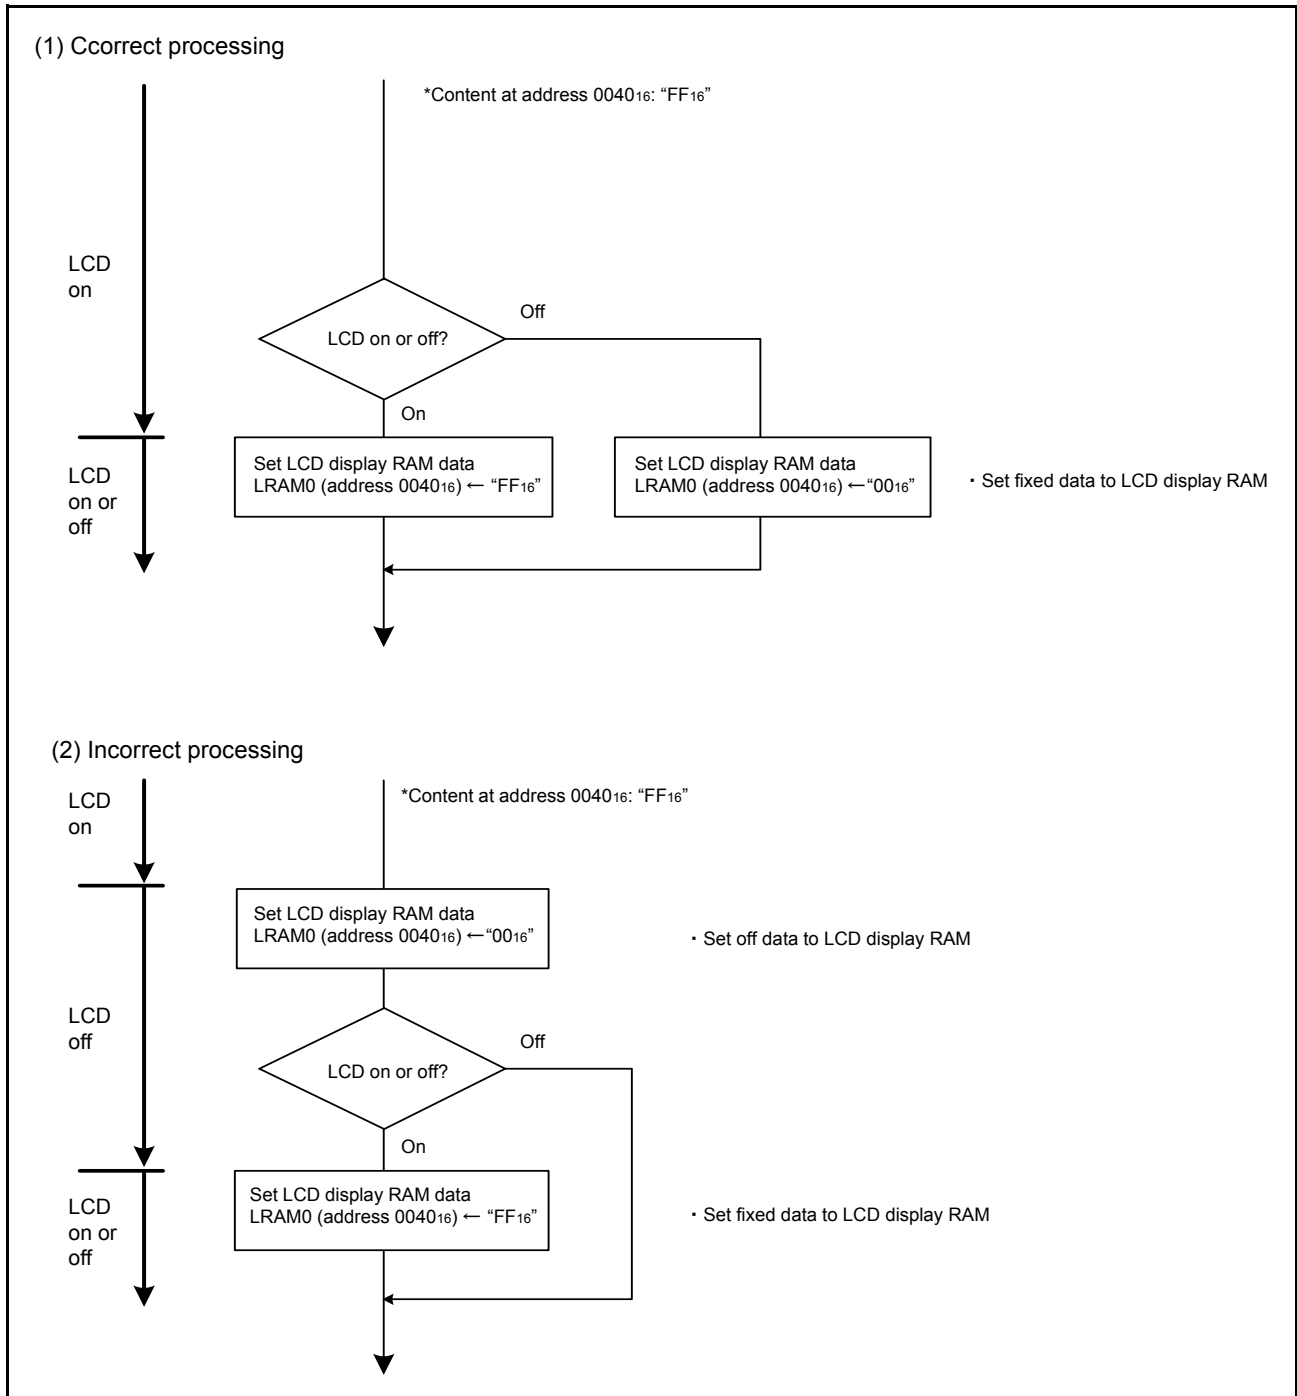 (1) Ccorrect processing
*Content at address 004016: “FF16”
LCD
on
Off
LCD on or off?
On
Set LCD display RAM data
LRAM0 (address 004016) ← “FF16”
Set LCD display RAM data
LRAM0 (address 004016) ←“0016”
・Set fixed data to LCD display RAM
LCD
on or
off
(2) Incorrect processing
*Content at address 004016: “FF16”
LCD
on
Set LCD display RAM data
LRAM0 (address 004016) ←“0016”
・Set off data to LCD display RAM
LCD
off
Off
LCD on or off?
On
Set LCD display RAM data
LRAM0 (address 004016) ← “FF16”
・Set fixed data to LCD display RAM
LCD
on or
off